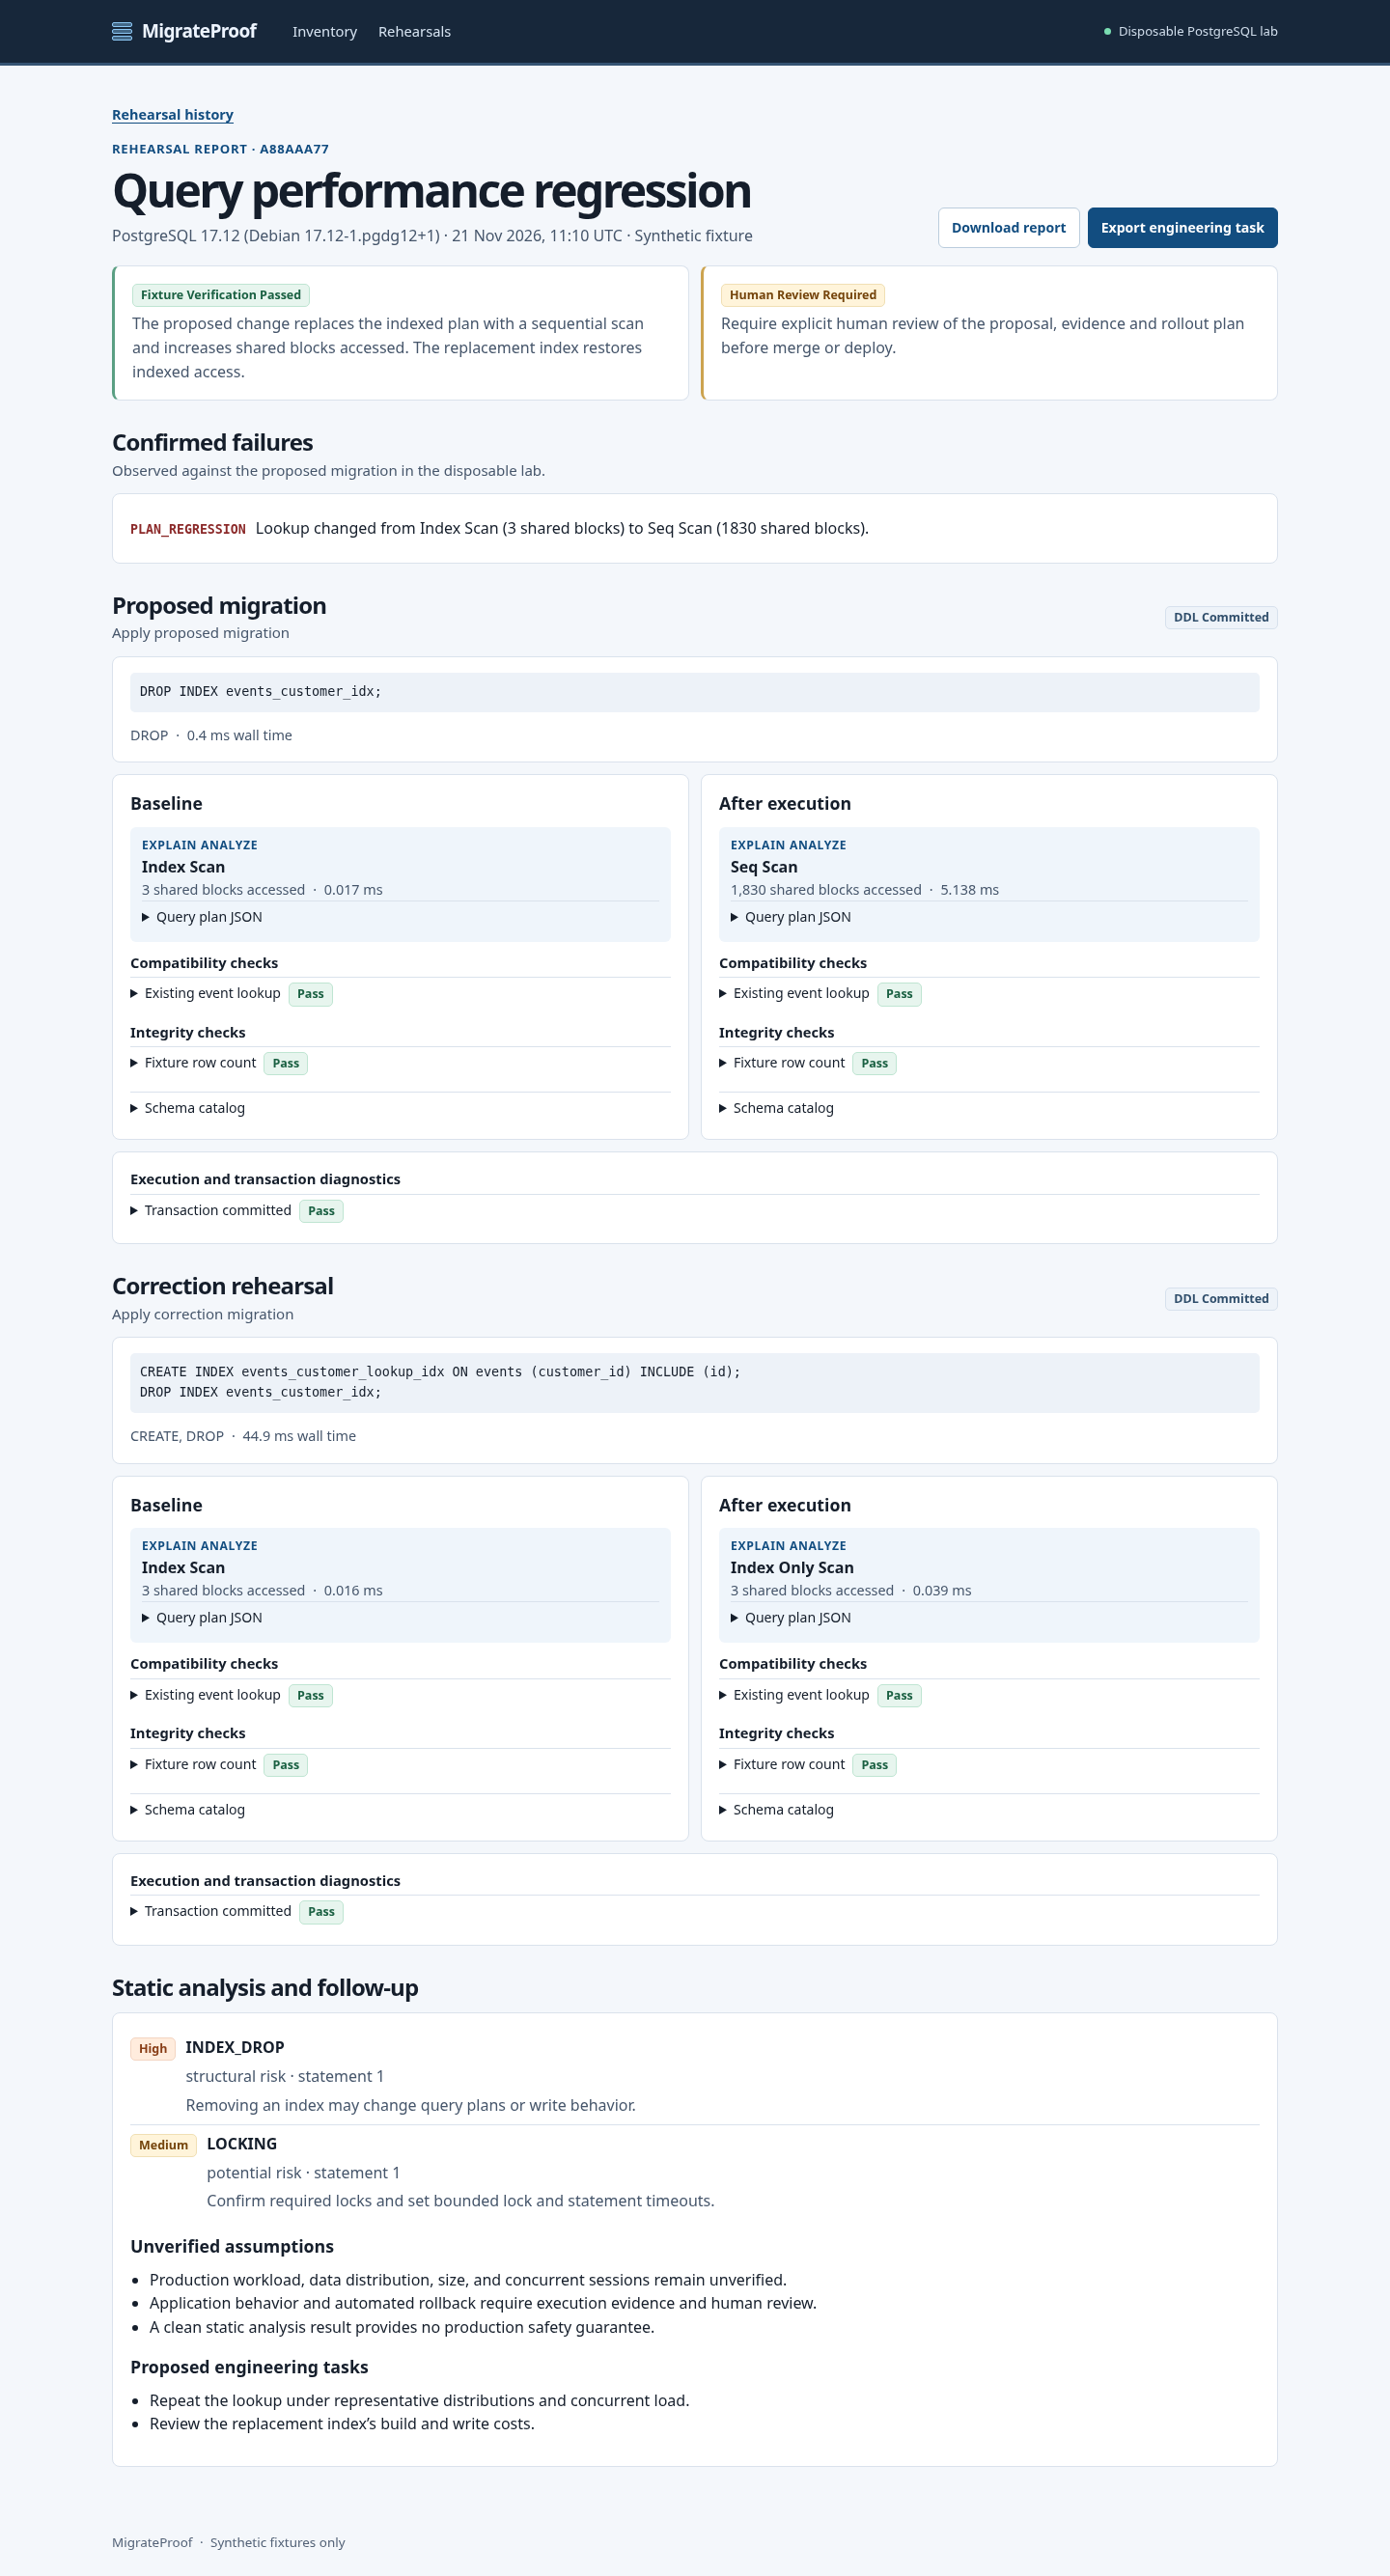 MigrateProof
Inventory
Rehearsals
Disposable PostgreSQL lab
Rehearsal history
REHEARSAL REPORT · A88AAA77
Query performance regression
PostgreSQL 17.12 (Debian 17.12-1.pgdg12+1) · 21 Nov 2026, 11:10 UTC · Synthetic fixture
Download report
Export engineering task
Fixture Verification Passed
The proposed change replaces the indexed plan with a sequential scan
and increases shared blocks accessed. The replacement index restores
indexed access.
Human Review Required
Require explicit human review of the proposal, evidence and rollout plan
before merge or deploy.
Confirmed failures
Observed against the proposed migration in the disposable lab.
PLAN_REGRESSION Lookup changed from Index Scan (3 shared blocks) to Seq Scan (1830 shared blocks).
Proposed migration
Apply proposed migration
DDL Committed
DROP INDEX events_customer_idx;
DROP · 0.4 ms wall time
Baseline
EXPLAIN ANALYZE
Index Scan
3 shared blocks accessed · 0.017 ms
Query plan JSON
Compatibility checks
Existing event lookup Pass
Integrity checks
Fixture row count Pass
Schema catalog
After execution
EXPLAIN ANALYZE
Seq Scan
1,830 shared blocks accessed · 5.138 ms
Query plan JSON
Compatibility checks
Existing event lookup Pass
Integrity checks
Fixture row count Pass
Schema catalog
Execution and transaction diagnostics
Transaction committed Pass
Correction rehearsal
Apply correction migration
DDL Committed
CREATE INDEX events_customer_lookup_idx ON events (customer_id) INCLUDE (id);
DROP INDEX events_customer_idx;
CREATE, DROP · 44.9 ms wall time
Baseline
EXPLAIN ANALYZE
Index Scan
3 shared blocks accessed · 0.016 ms
Query plan JSON
Compatibility checks
Existing event lookup Pass
Integrity checks
Fixture row count Pass
Schema catalog
After execution
EXPLAIN ANALYZE
Index Only Scan
3 shared blocks accessed · 0.039 ms
Query plan JSON
Compatibility checks
Existing event lookup Pass
Integrity checks
Fixture row count Pass
Schema catalog
Execution and transaction diagnostics
Transaction committed Pass
Static analysis and follow-up
High INDEX_DROP
structural risk · statement 1
Removing an index may change query plans or write behavior.
Medium LOCKING
potential risk · statement 1
Confirm required locks and set bounded lock and statement timeouts.
Unverified assumptions
• Production workload, data distribution, size, and concurrent sessions remain unverified.
• Application behavior and automated rollback require execution evidence and human review.
• A clean static analysis result provides no production safety guarantee.
Proposed engineering tasks
• Repeat the lookup under representative distributions and concurrent load.
• Review the replacement index’s build and write costs.
MigrateProof · Synthetic fixtures only